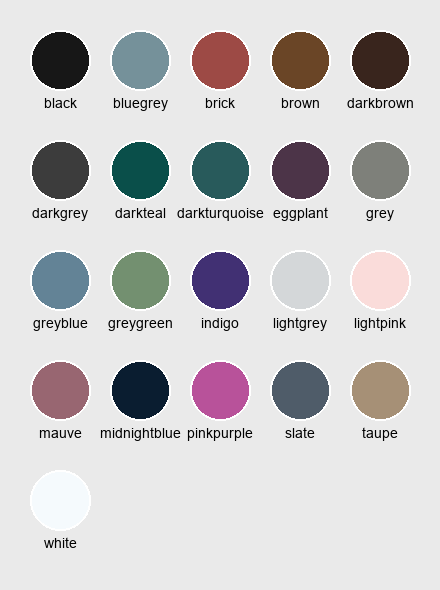 black bluegrey brick brown darkbrown
darkgrey darkteal darkturquoise eggplant grey
greyblue greygreen indigo lightgrey lightpink
mauve midnightblue pinkpurple slate taupe
white